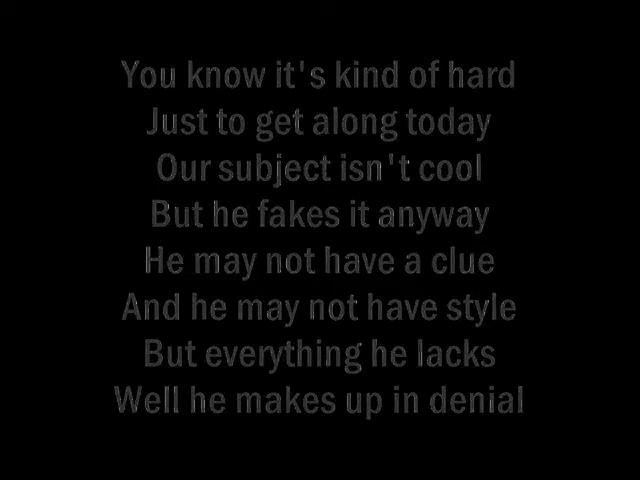 You know it's kind of hard
Just to get along today
Our subject isn't cool
But he fakes it anyway
He may not have a clue
And he may not have style
But everything he lacks
Well he makes up in denial